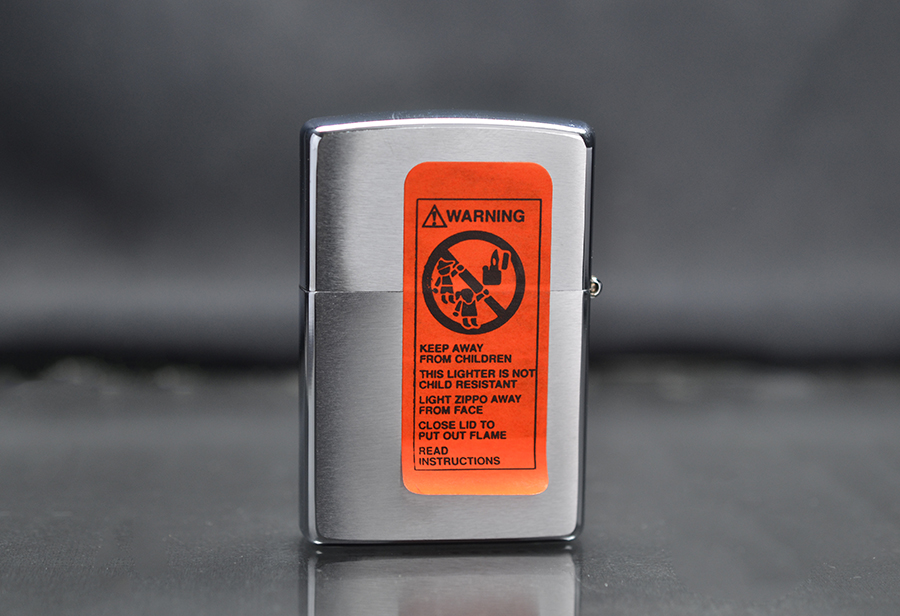 WARNING
KEEP AWAY
FROM CHILDREN
THIS LIGHTER IS NOT
CHILD RESISTANT
LIGHT ZIPPO AWAY
FROM FACE
CLOSE LID TO
PUT OUT FLAME
READ
INSTRUCTIONS